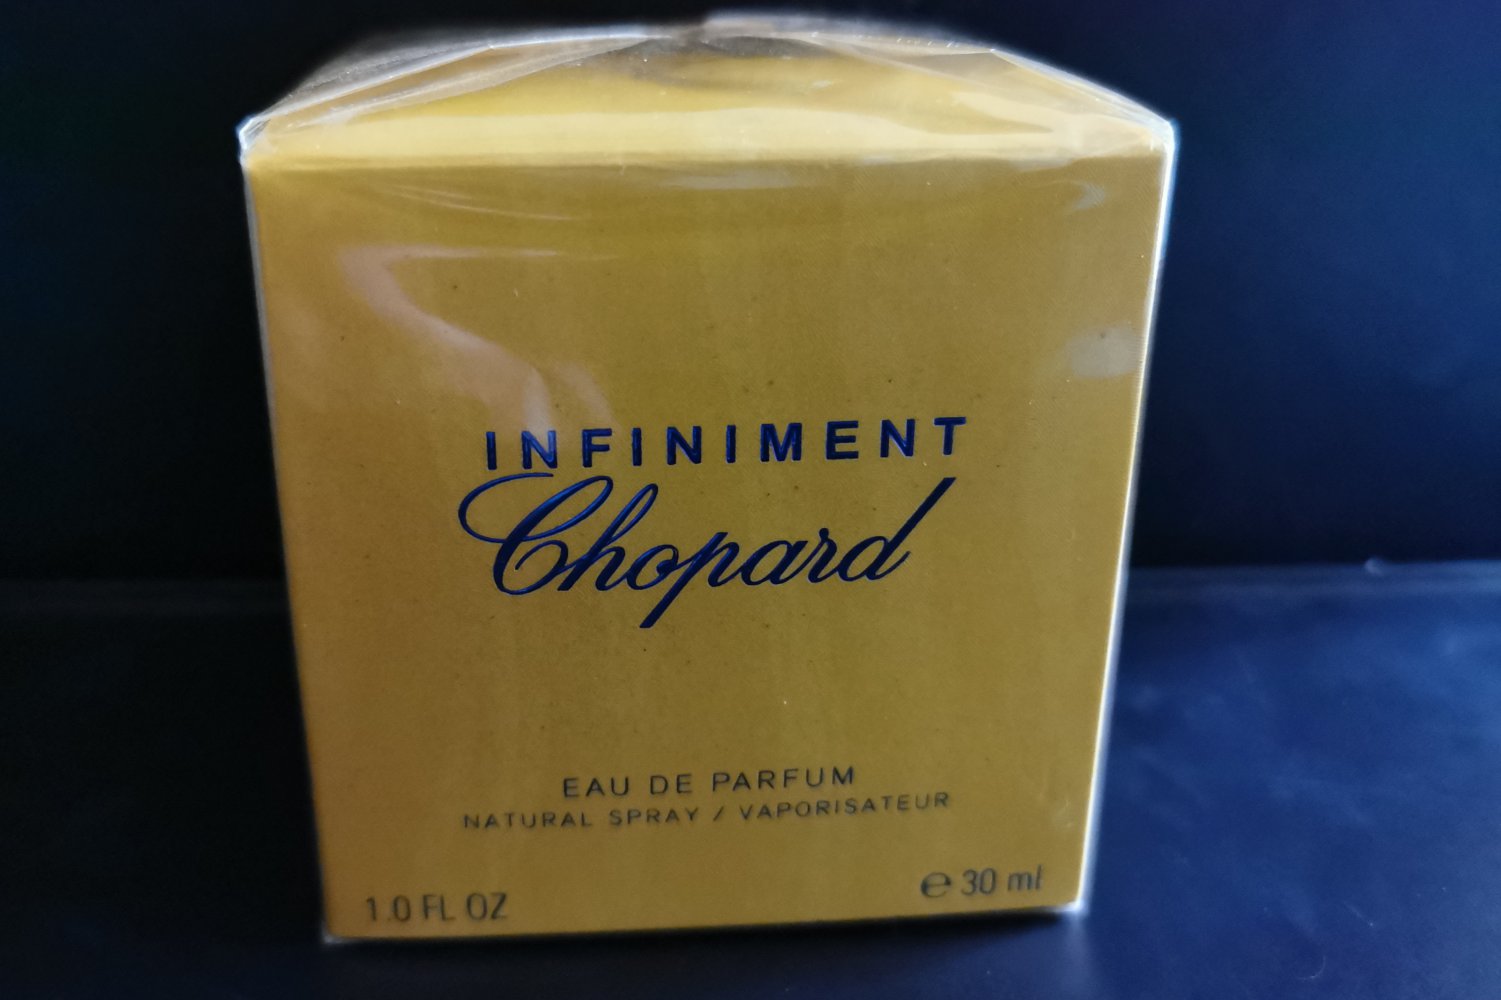 INFINIMENT
Chopard
EAU DE PARFUM
NATURAL SPRAY / VAPORISATEUR
1.0 FL OZ
℮ 30 ml